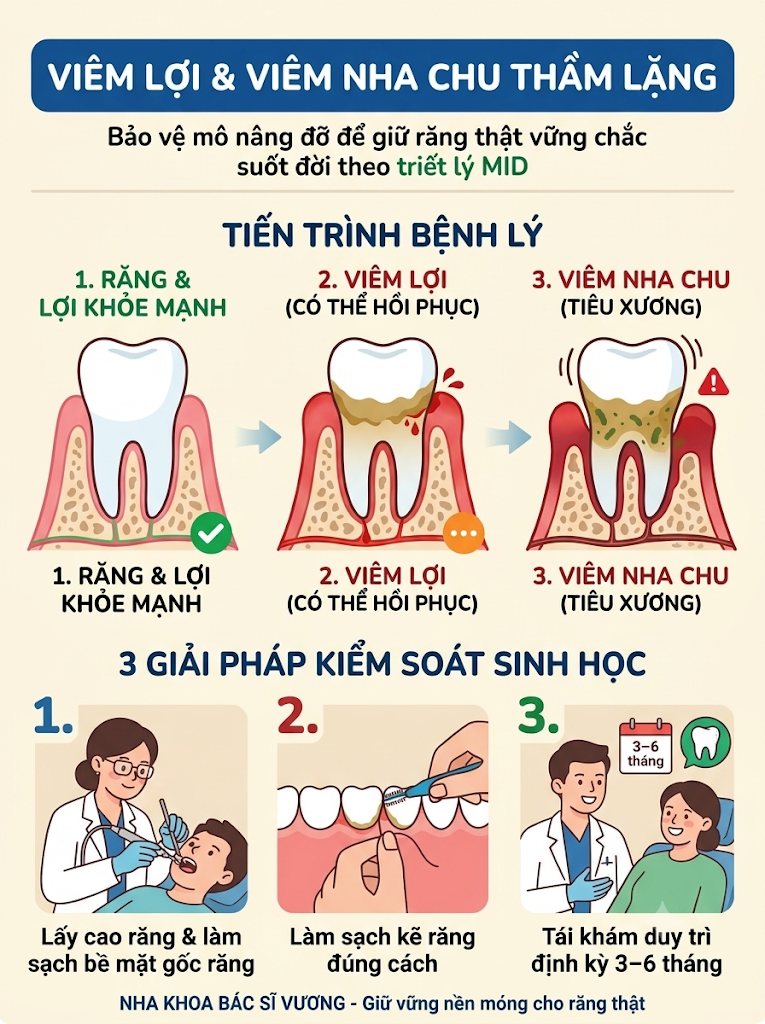 VIÊM LỢI & VIÊM NHA CHU THẦM LẶNG
Bảo vệ mô nâng đỡ để giữ răng thật vững chắc
suốt đời theo triết lý MID
TIẾN TRÌNH BỆNH LÝ
1. RĂNG &
LỢI KHỎE MẠNH
2. VIÊM LỢI
(CÓ THỂ HỒI PHỤC)
3. VIÊM NHA CHU
(TIÊU XƯƠNG)
1. RĂNG & LỢI
KHỎE MẠNH
2. VIÊM LỢI
(CÓ THỂ HỒI PHỤC)
3. VIÊM NHA CHU
(TIÊU XƯƠNG)
3 GIẢI PHÁP KIỂM SOÁT SINH HỌC
1.
Lấy cao răng & làm
sạch bề mặt gốc răng
2.
Làm sạch kẽ răng
đúng cách
3.
3–6
tháng
Tái khám duy trì
định kỳ 3–6 tháng
NHA KHOA BÁC SĨ VƯƠNG - Giữ vững nền móng cho răng thật